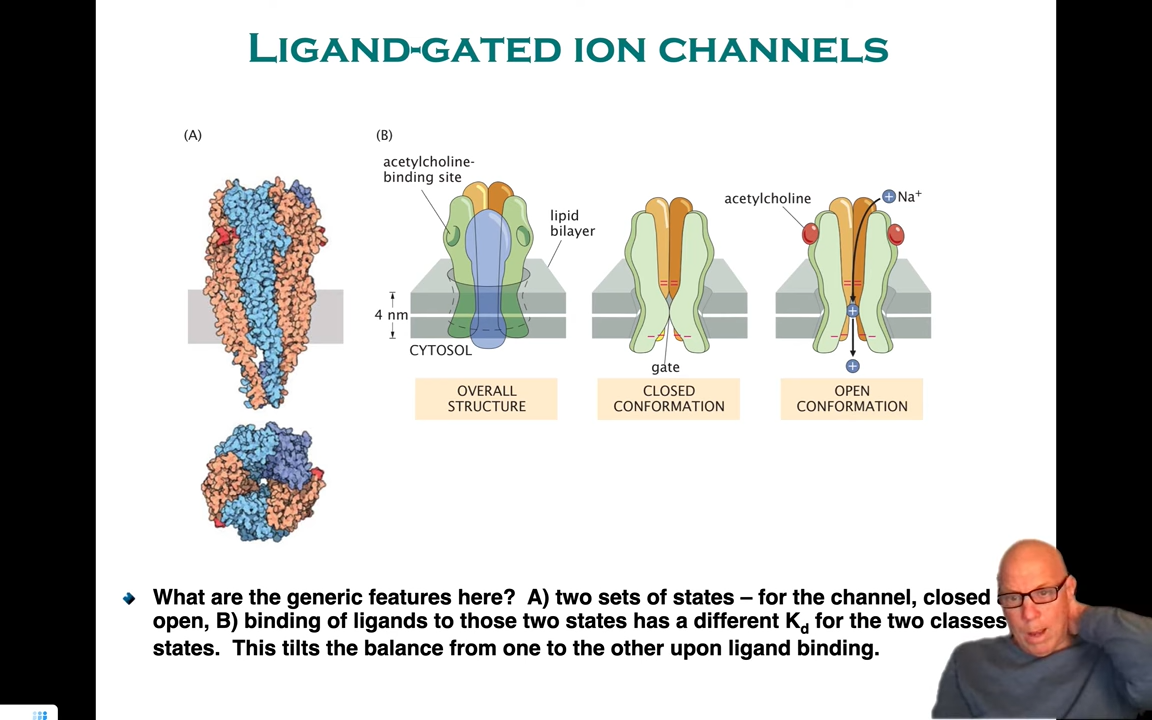 LIGAND-GATED ION CHANNELS
(A)
(B)
acetylcholine-
binding site
lipid
bilayer
4 nm
CYTOSOL
OVERALL
STRUCTURE
gate
CLOSED
CONFORMATION
acetylcholine
+ Na+
+
+
OPEN
CONFORMATION
What are the generic features here? A) two sets of states – for the channel, closed
open, B) binding of ligands to those two states has a different Kd for the two classes
states. This tilts the balance from one to the other upon ligand binding.